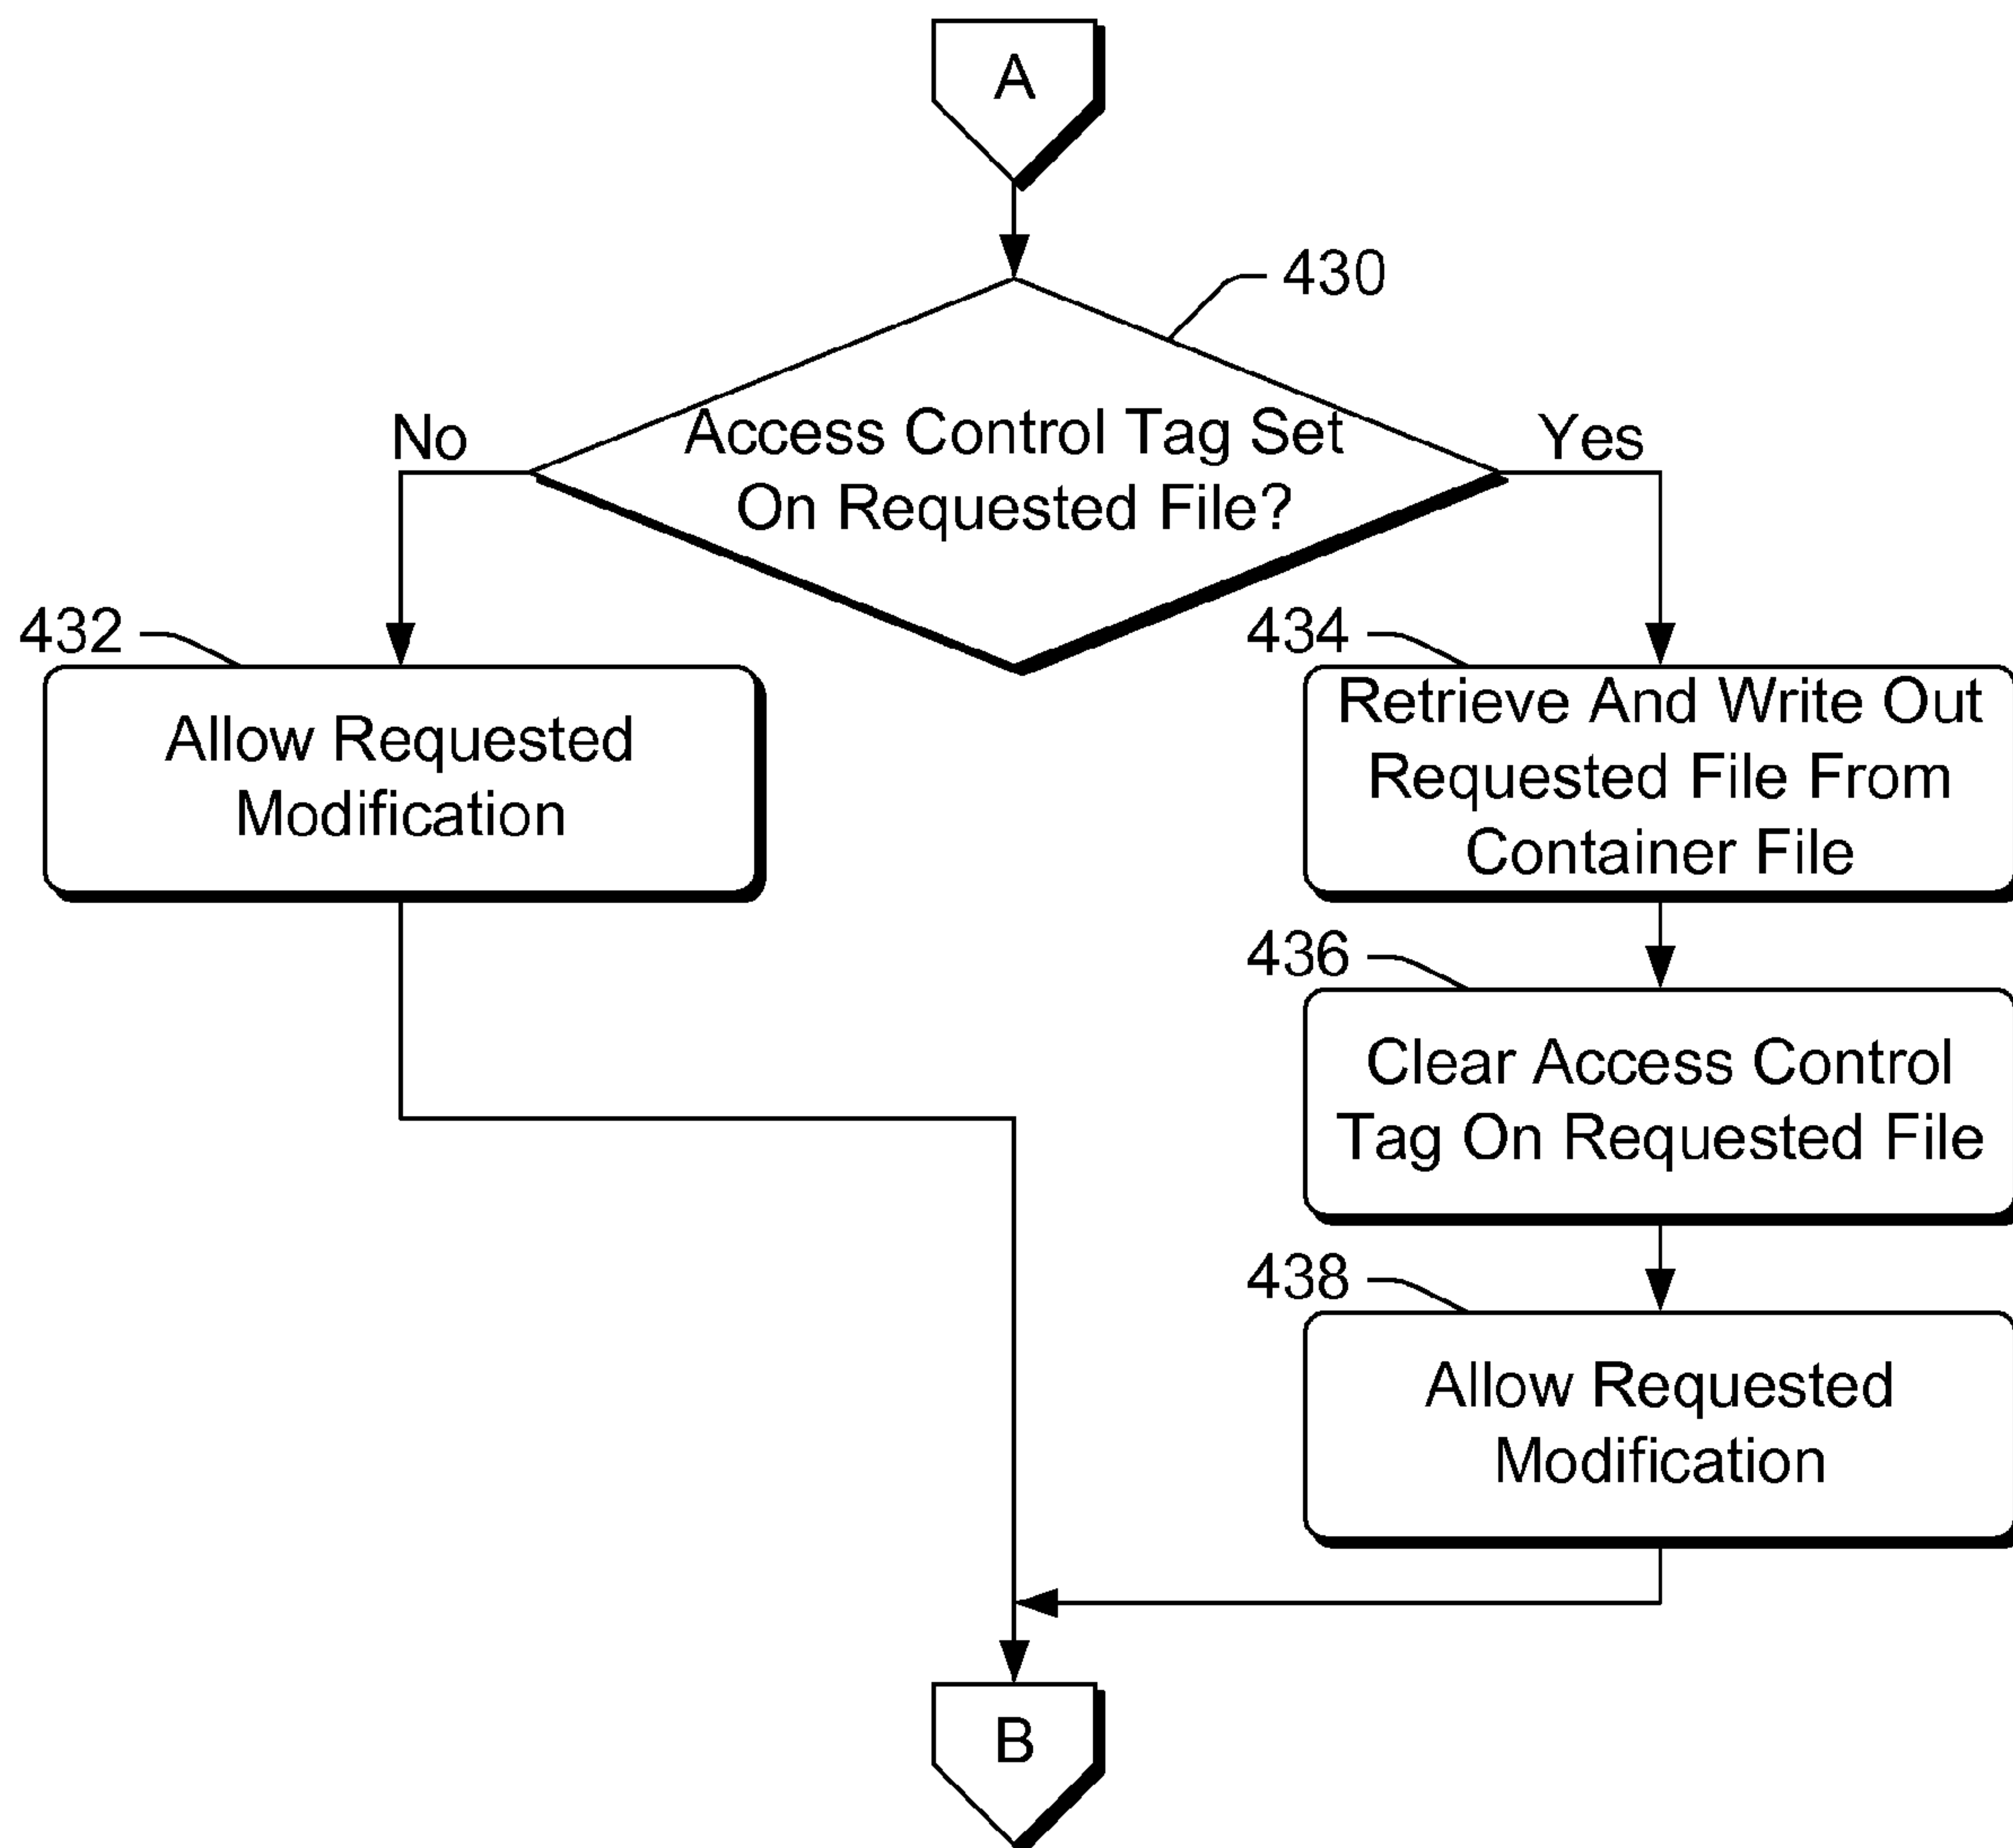 A
430
Access Control Tag Set
On Requested File?
No
Yes
432
Allow Requested
Modification
434
Retrieve And Write Out
Requested File From
Container File
436
Clear Access Control
Tag On Requested File
438
Allow Requested
Modification
B